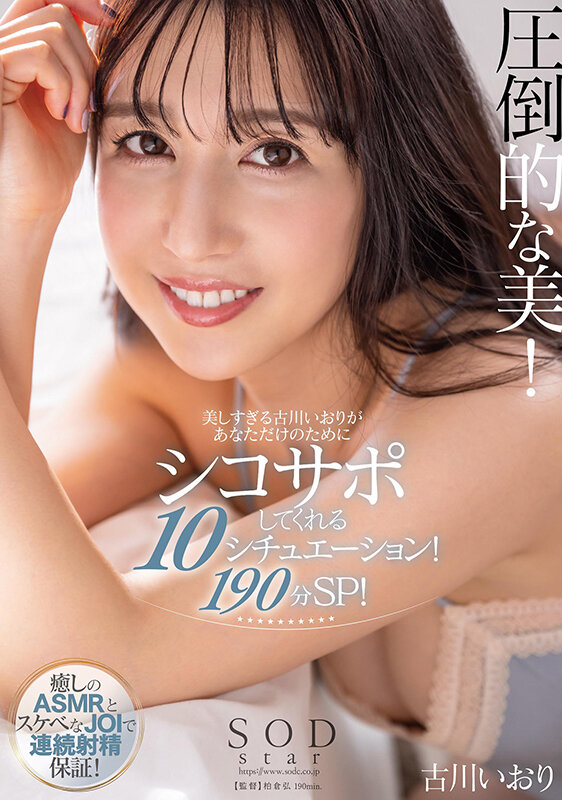 圧倒的な美!
美しすぎる古川いおりが
あなただけのために
シコサポ
してくれる
10シチュエーション!
190分SP!
癒しの
ASMRと
スケベなJOIで
連続射精
保証!
SOD
star
https://www.sodc.co.jp
【監督】柏倉弘 190min.
古川いおり